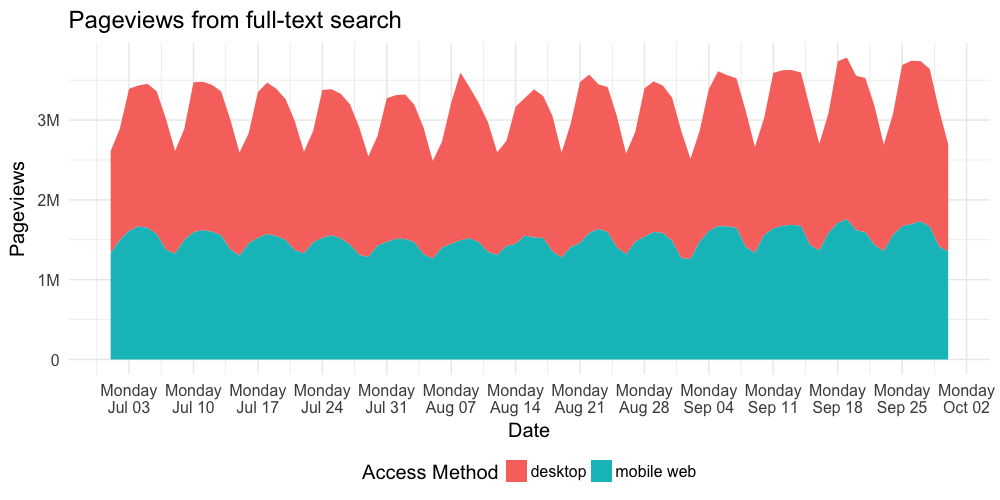 Pageviews from full-text search
Pageviews
3M
2M
1M
0
Monday Monday Monday Monday Monday Monday Monday Monday Monday Monday Monday Monday Monday Monday
Jul 03 Jul 10 Jul 17 Jul 24 Jul 31 Aug 07 Aug 14 Aug 21 Aug 28 Sep 04 Sep 11 Sep 18 Sep 25 Oct 02
Date
Access Method desktop mobile web